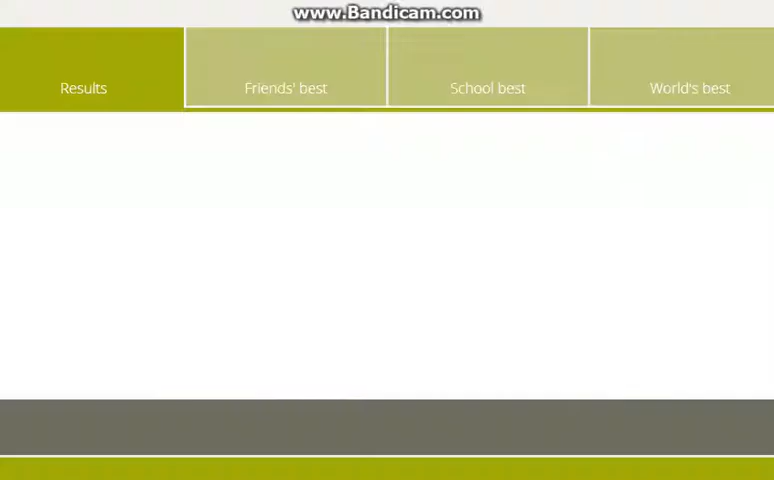 www.Bandicam.com
Results
Friends' best
School best
World's best